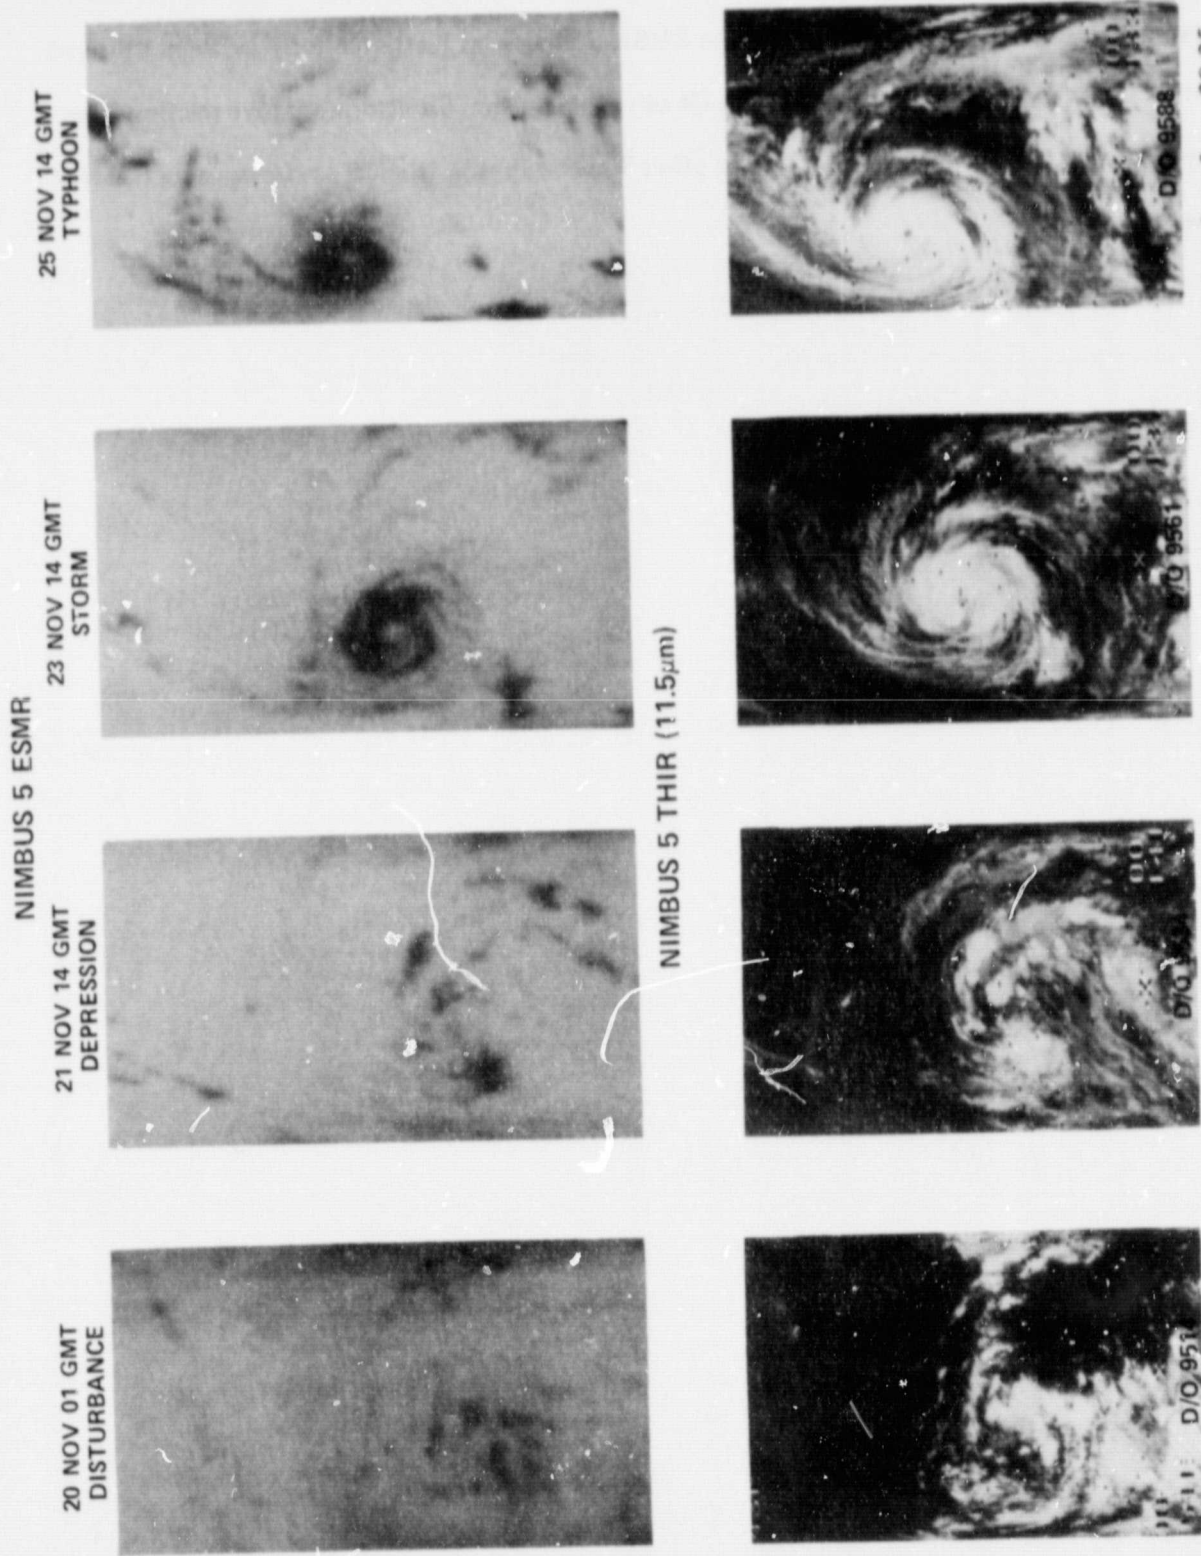 NIMBUS 5 ESMR
20 NOV 01 GMT
DISTURBANCE
21 NOV 14 GMT
DEPRESSION
23 NOV 14 GMT
STORM
25 NOV 14 GMT
TYPHOON
NIMBUS 5 THIR (11.5µm)
D/O
D/O
D/O 9561
D/O 9588